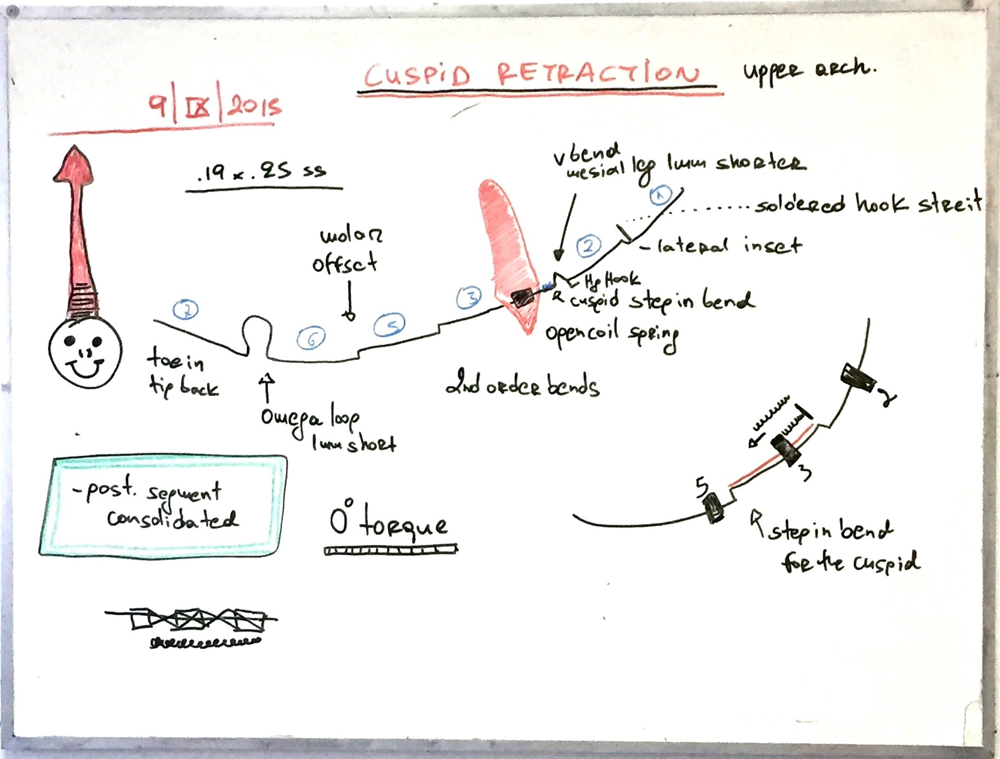 CUSPiD RETRACTION upper arch.
9/IX/2015
.19 x .25 ss
v bend
mesial leg 1mm shorter
1
soldered hook streit
molar
offset
2
- lateral inset
Hg Hook
3
cuspid step in bend
7
5
6
open coil spring
toe in
tip back
2nd order bends
Omega loop
1mm short
2
3
5
- post. segment
consolidated
0° torque
step in bend
for the cuspid